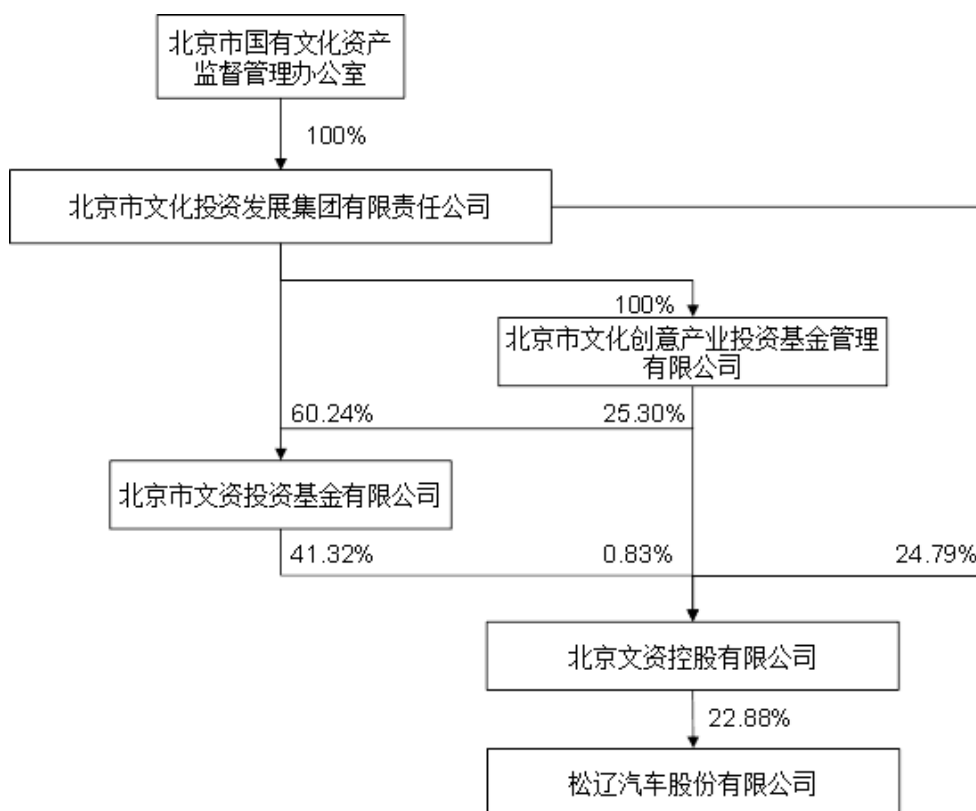 北京市国有文化资产
监督管理办公室
100%
北京市文化投资发展集团有限责任公司
100%
北京市文化创意产业投资基金管理
有限公司
60.24%
25.30%
北京市文资投资基金有限公司
41.32%
0.83%
24.79%
北京文资控股有限公司
22.88%
松辽汽车股份有限公司